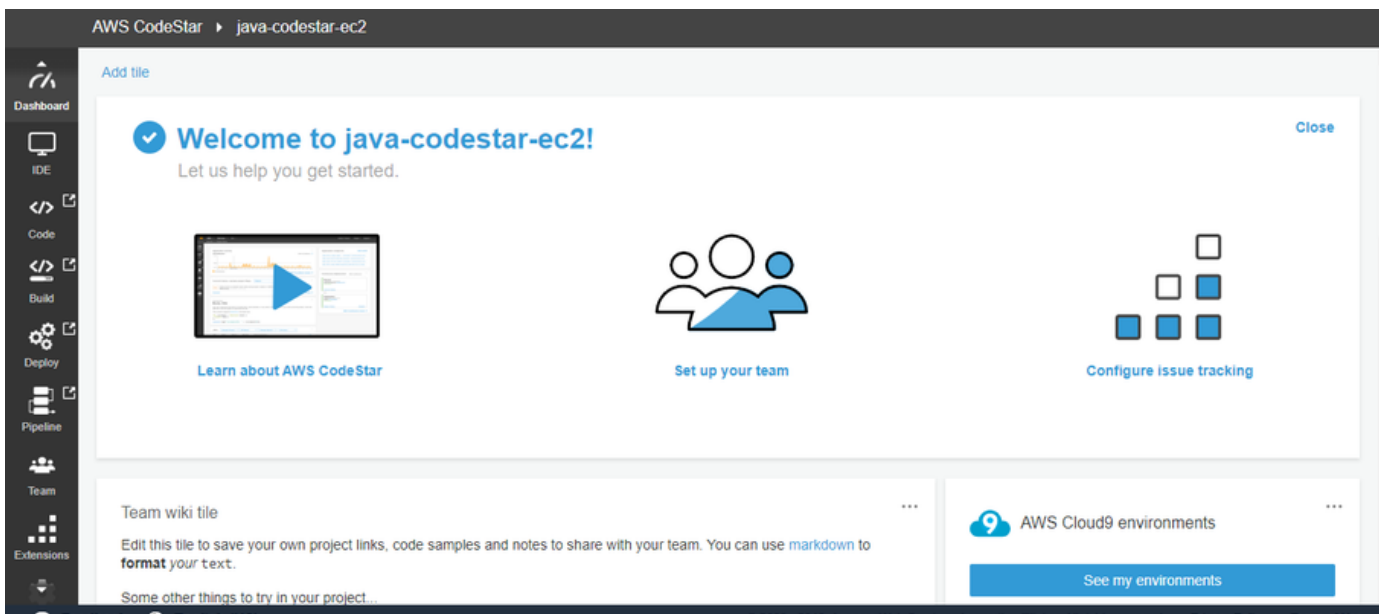 AWS CodeStar ▸ java-codestar-ec2
Dashboard
IDE
Code
Build
Deploy
Pipeline
Team
Extensions
Add tile
Welcome to java-codestar-ec2!
Close
Let us help you get started.
Learn about AWS CodeStar
Set up your team
Configure issue tracking
Team wiki tile
...
Edit this tile to save your own project links, code samples and notes to share with your team. You can use markdown to
format your text.
Some other things to try in your project...
9
AWS Cloud9 environments
...
See my environments